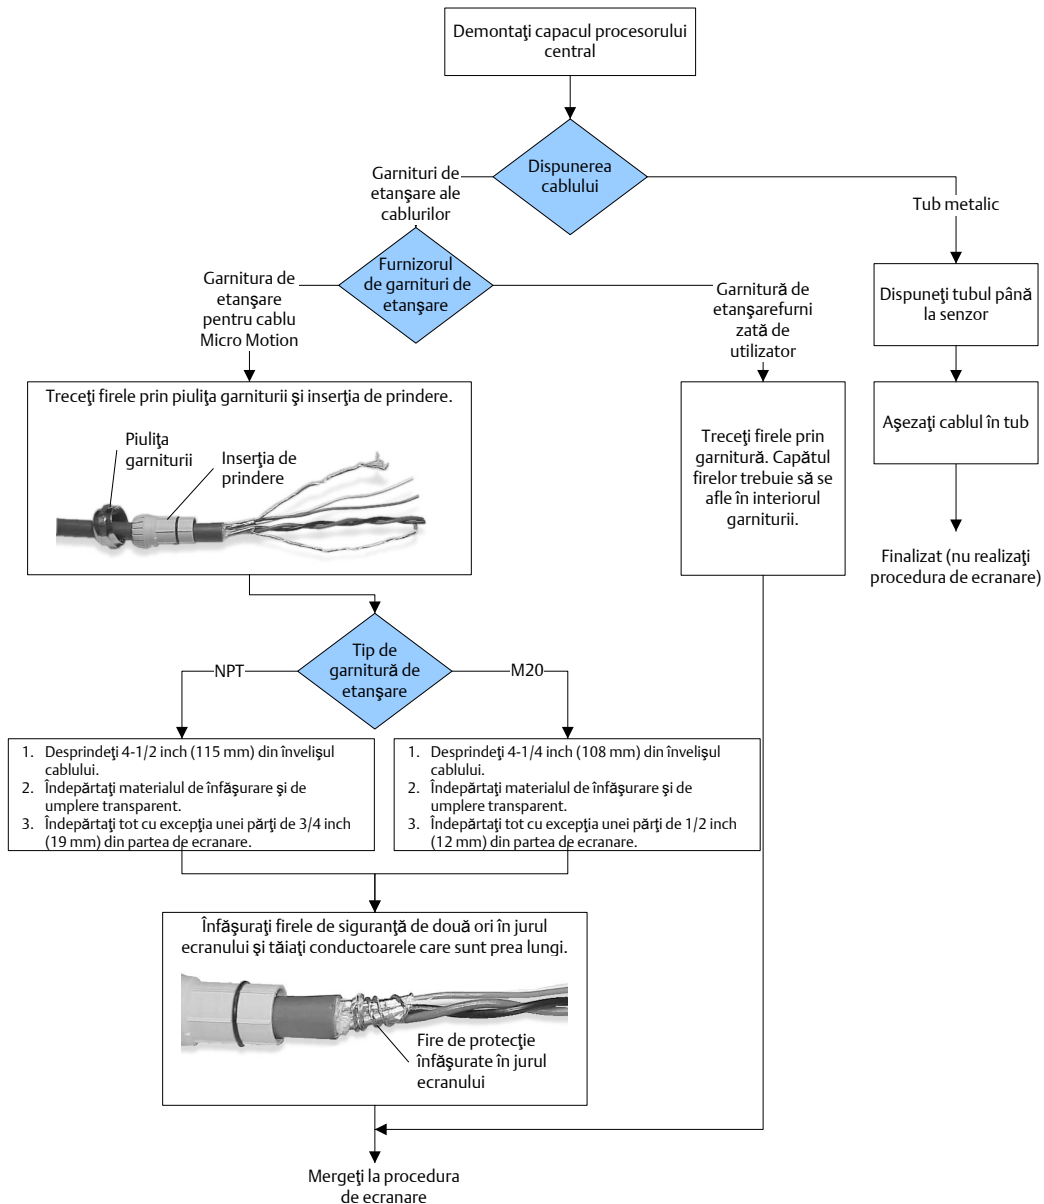 Demontaţi capacul procesorului
central
Dispunerea
cablului
Garnituri de
etanşare ale
cablurilor
Tub metalic
Furnizorul
de garnituri de
etanşare
Garnitura de
etanşare
pentru cablu
Micro Motion
Garnitură de
etanşarefurni
zată de
utilizator
Dispuneţi tubul până
la senzor
Aşezaţi cablul în tub
Finalizat (nu realizaţi
procedura de ecranare)
Treceţi firele prin piuliţa garniturii şi inserţia de prindere.
Piuliţa
garniturii
Inserţia de
prindere
Treceţi firele prin
garnitură. Capătul
firelor trebuie să se
afle în interiorul
garniturii.
Tip de
garnitură de
etanşare
NPT
M20
1. Desprindeţi 4-1/2 inch (115 mm) din învelişul
cablului.
2. Îndepărtaţi materialul de înfăşurare şi de
umplere transparent.
3. Îndepărtaţi tot cu excepţia unei părţi de 3/4 inch
(19 mm) din partea de ecranare.
1. Desprindeţi 4-1/4 inch (108 mm) din învelişul
cablului.
2. Îndepărtaţi materialul de înfăşurare şi de
umplere transparent.
3. Îndepărtaţi tot cu excepţia unei părţi de 1/2 inch
(12 mm) din partea de ecranare.
Înfăşuraţi firele de siguranţă de două ori în jurul
ecranului şi tăiaţi conductoarele care sunt prea lungi.
Fire de protecţie
înfăşurate în jurul
ecranului
Mergeţi la procedura
de ecranare